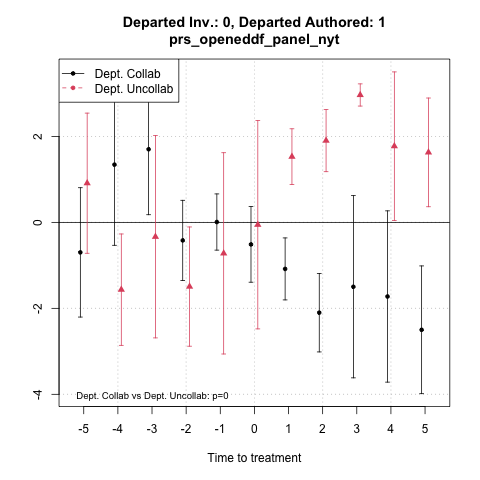 Departed Inv.: 0, Departed Authored: 1
prs_openeddf_panel_nyt
Dept. Collab
Dept. Uncollab
2
0
-2
-4
Dept. Collab vs Dept. Uncollab: p=0
-5 -4 -3 -2 -1 0 1 2 3 4 5
Time to treatment